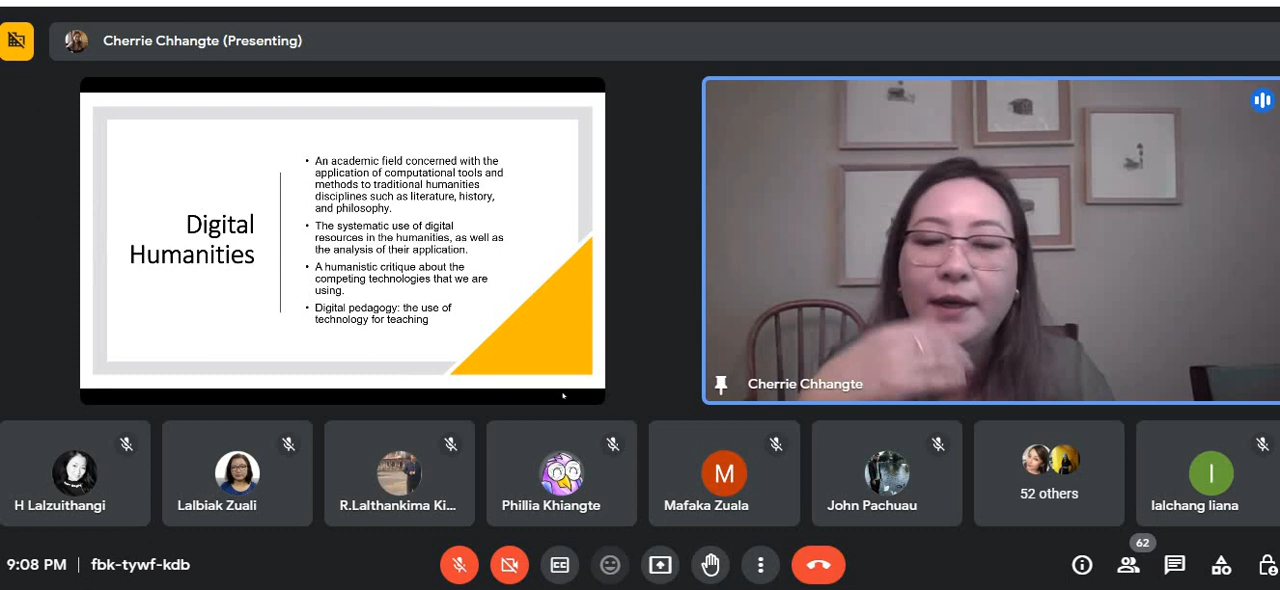 Cherrie Chhangte (Presenting)
Digital
Humanities
• An academic field concerned with the
application of computational tools and
methods to traditional humanities
disciplines such as literature, history,
and philosophy.
• The systematic use of digital
resources in the humanities, as well as
the analysis of their application.
• A humanistic critique about the
competing technologies that we are
using.
• Digital pedagogy: the use of
technology for teaching
Cherrie Chhangte
H Lalzuithangi
Lalbiak Zuali
R.Lalthankima Ki...
Phillia Khiangte
M
Mafaka Zuala
John Pachuau
52 others
l
lalchang liana
9:08 PM | fbk-tywf-kdb
CC
62